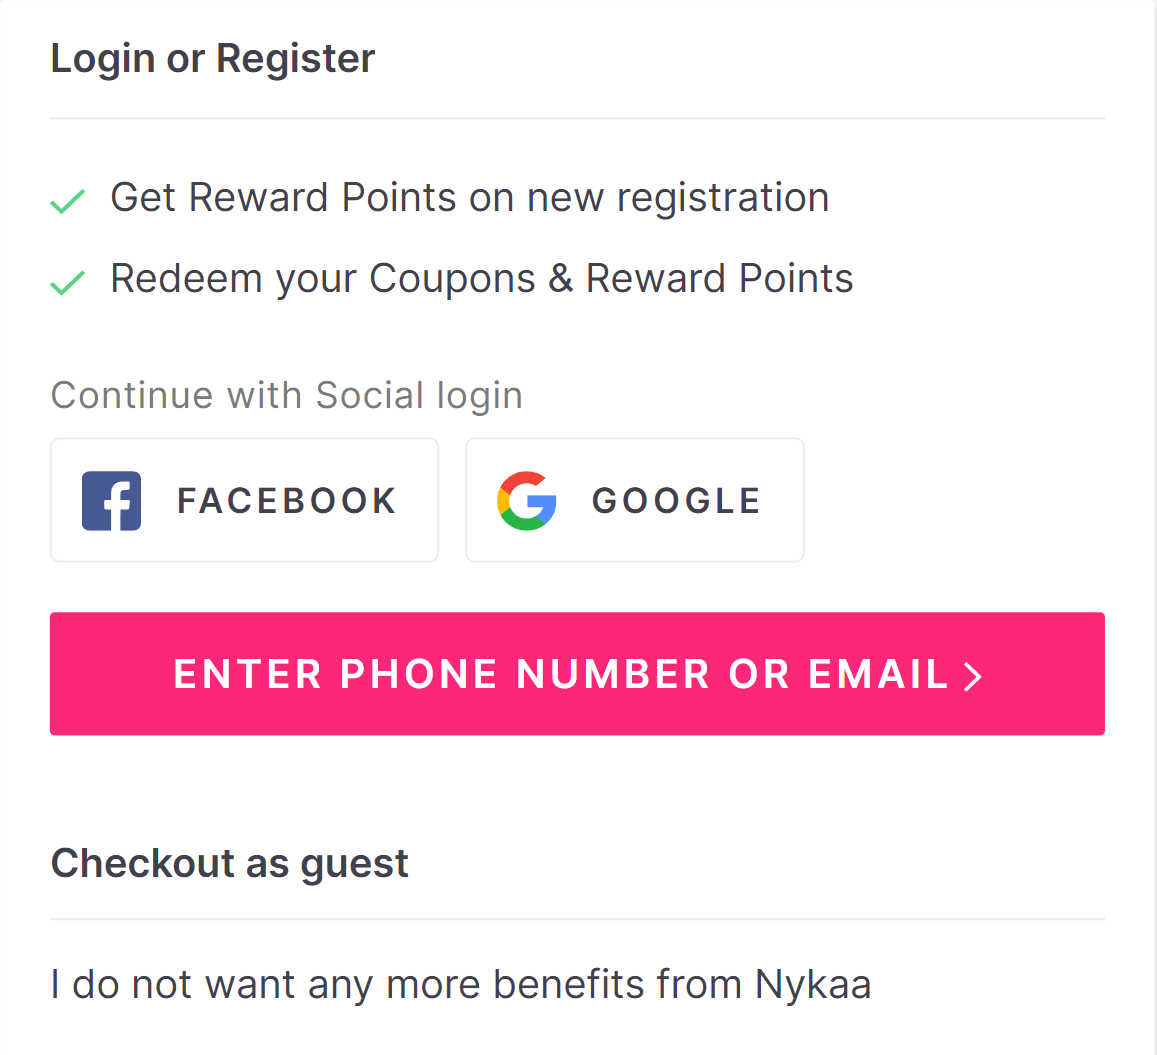 Login or Register
Get Reward Points on new registration
Redeem your Coupons & Reward Points
Continue with Social login
FACEBOOK
GOOGLE
ENTER PHONE NUMBER OR EMAIL
Checkout as guest
I do not want any more benefits from Nykaa